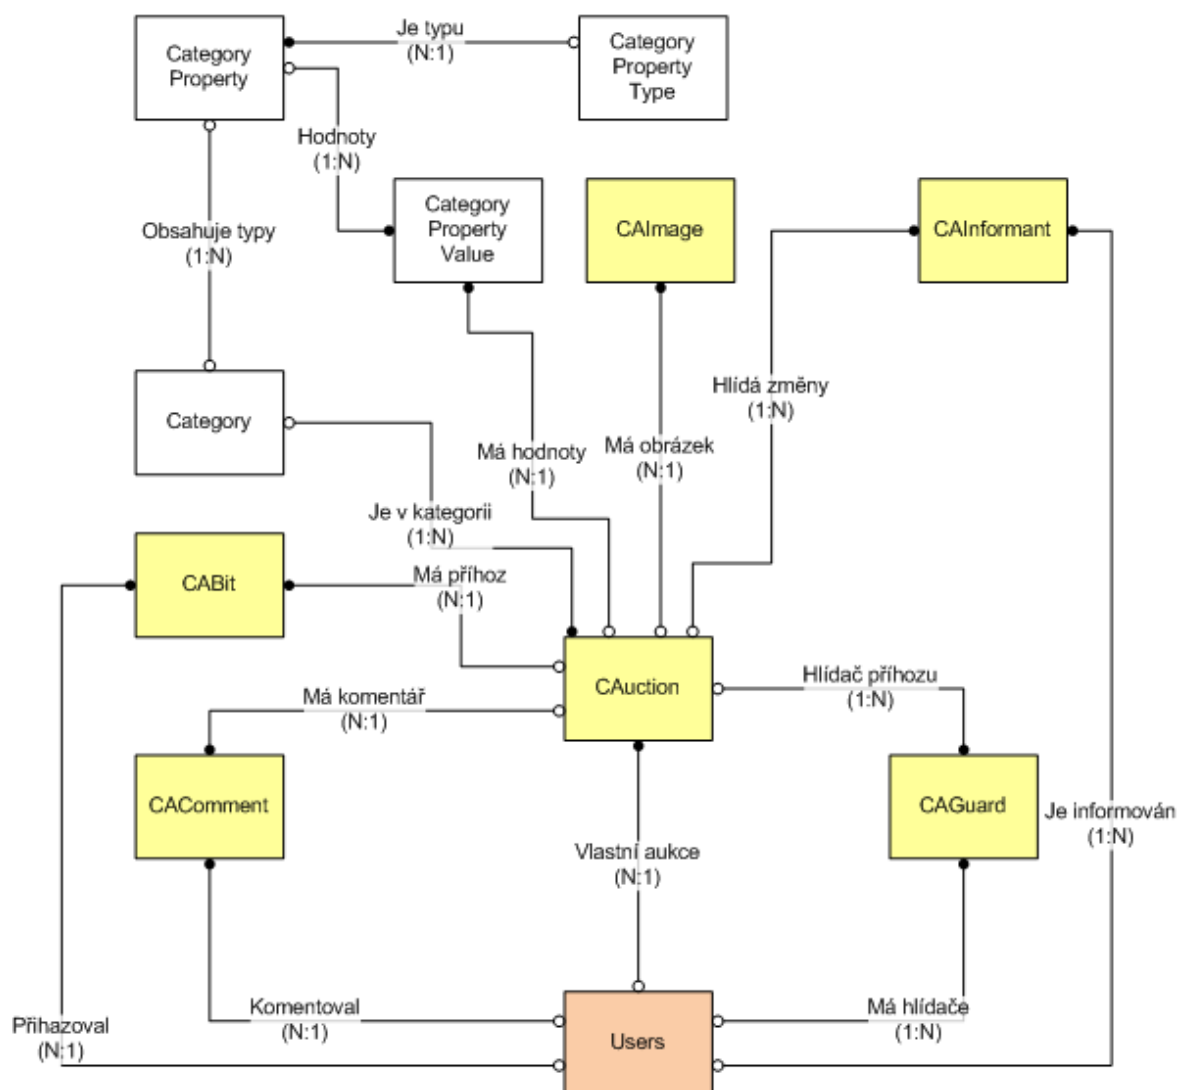 Category
Property
Je typu
(N:1)
Category
Property
Type
Hodnoty
(1:N)
Obsahuje typy
(1:N)
Category
Property
Value
CAImage
CAInformant
Category
Má hodnoty
(N:1)
Má obrázek
(N:1)
Hlídá změny
(1:N)
Je v kategorii
(1:N)
CABit
Má příhoz
(N:1)
CAuction
Hlídač příhozu
(1:N)
Má komentář
(N:1)
CAComment
CAGuard
Je informován
(1:N)
Vlastní aukce
(N:1)
Komentoval
(N:1)
Má hlídače
(1:N)
Přihazoval
(N:1)
Users